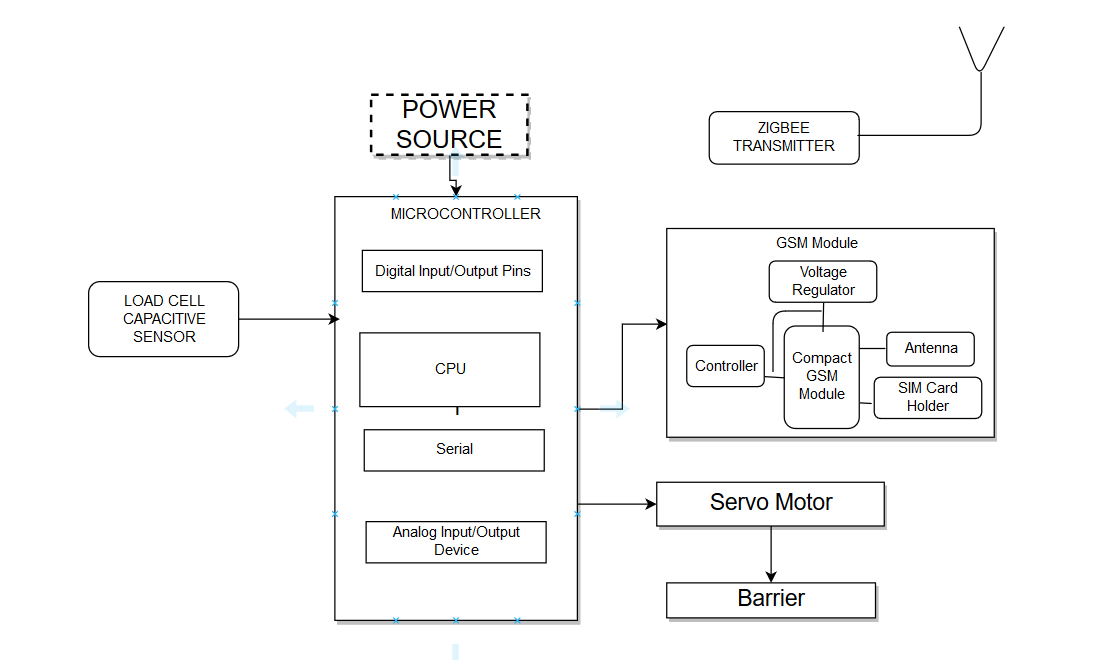 POWER
SOURCE
ZIGBEE
TRANSMITTER
MICROCONTROLLER
Digital Input/Output Pins
LOAD CELL
CAPACITIVE
SENSOR
CPU
Serial
Analog Input/Output
Device
GSM Module
Voltage
Regulator
Controller
Compact
GSM
Module
Antenna
SIM Card
Holder
Servo Motor
Barrier